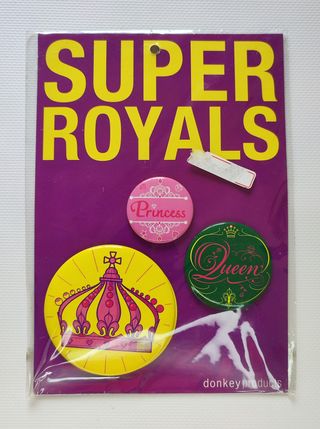 SUPER
ROYALS
Princess
Queen
donkey products